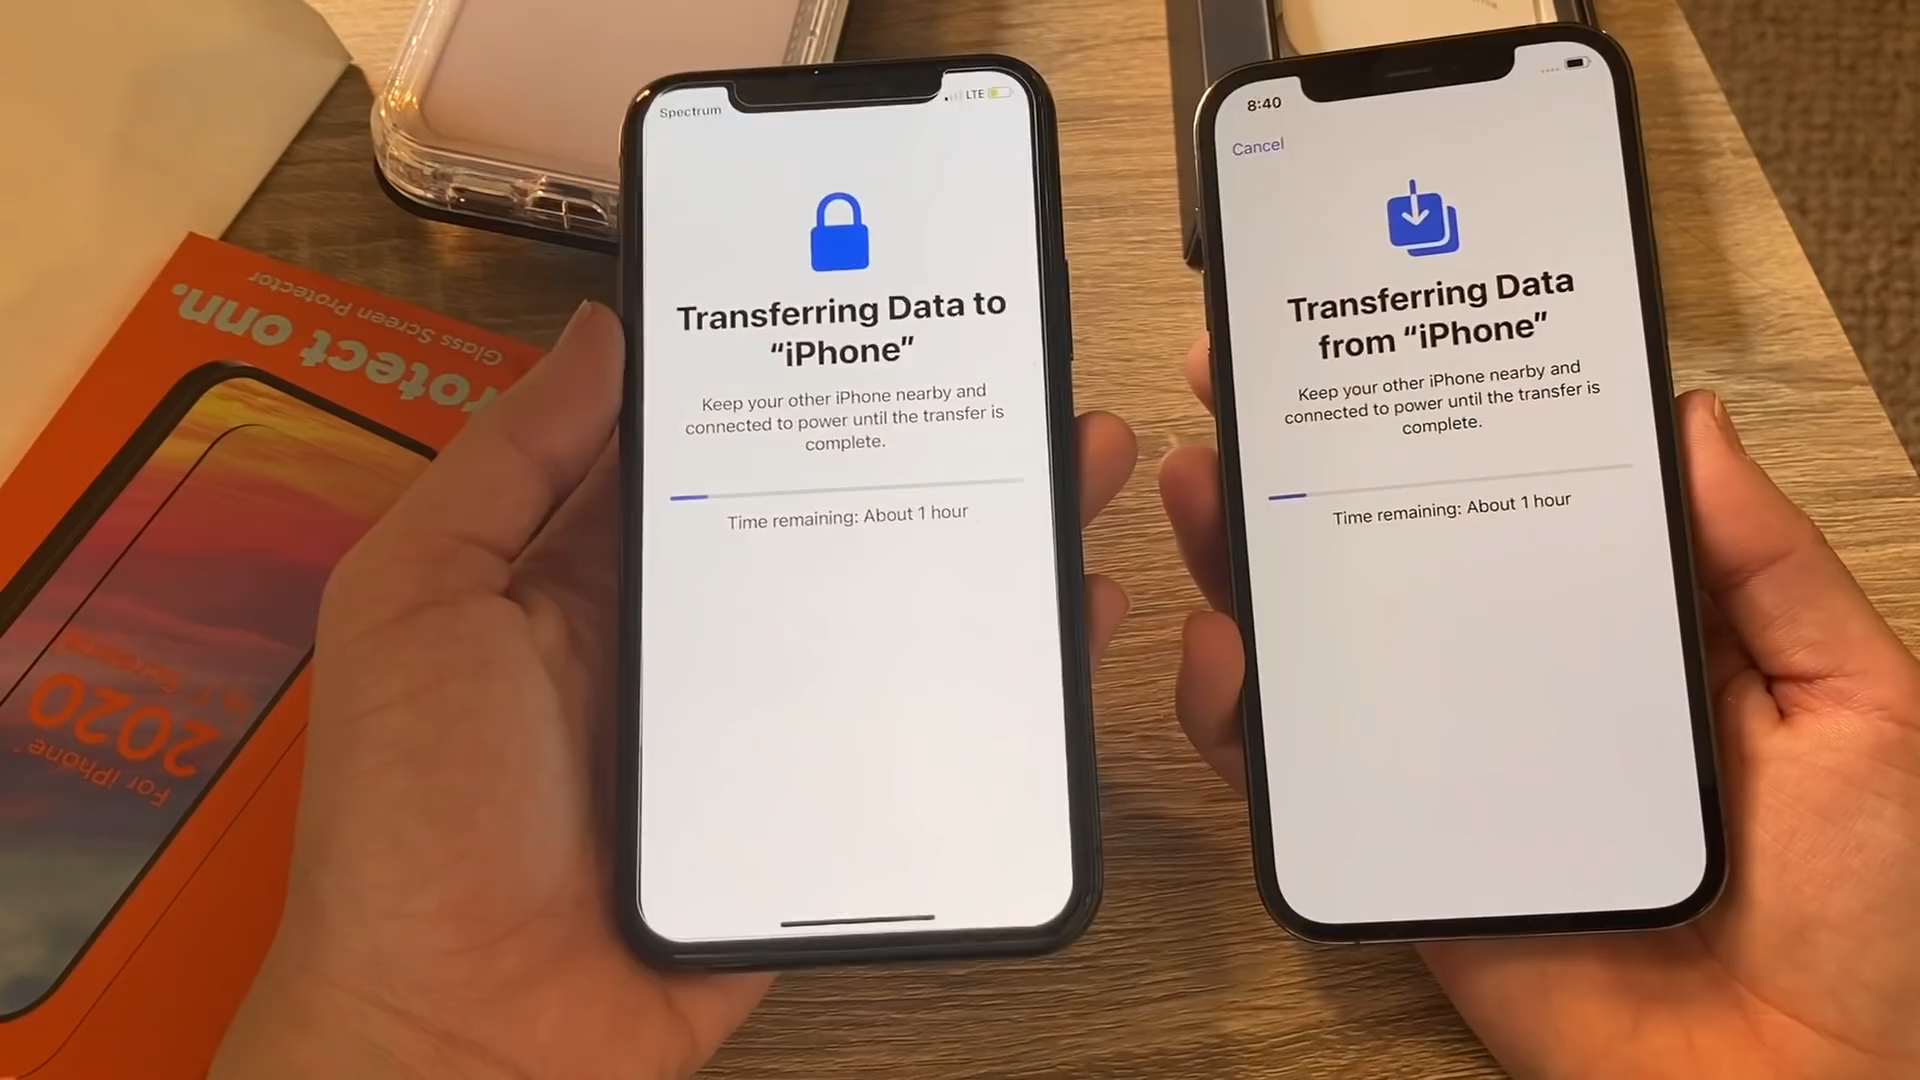 Spectrum
LTE
Transferring Data to
“iPhone”
Keep your other iPhone nearby and
connected to power until the transfer is
complete.
Time remaining: About 1 hour
8:40
Cancel
Transferring Data
from “iPhone”
Keep your other iPhone nearby and
connected to power until the transfer is
complete.
Time remaining: About 1 hour
rotect onn.
Glass Screen Protector
For iPhone
2020